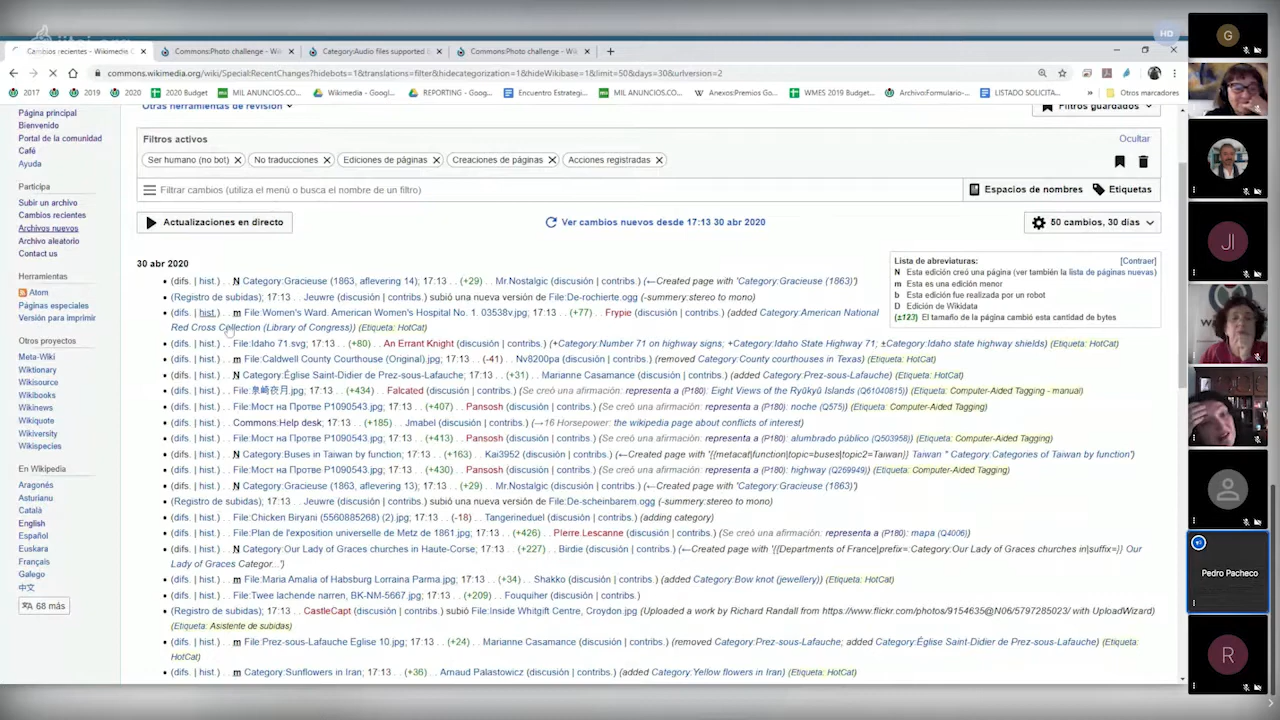 jitsi.org
HD
Cambios recientes - Wikimedia C
Commons:Photo challenge - Wiki
Category:Audio files supported b
Commons:Photo challenge - Wiki
commons.wikimedia.org/wiki/Special:RecentChanges?hidebots=1&translations=filter&hidecategorization=1&hideWikibase=1&limit=50&days=30&urlversion=2
2017
2019
2020 Budget
MIL ANUNCIOS.CO...
Wikimedia - Googl...
REPORTING - Googl...
Encuentro Estrategi...
MIL ANUNCIOS.CO...
Anexos:Premios Go...
WMES 2019 Budget...
Archivo:Formulario-...
LISTADO SOLICITA...
» Otros marcadores
Página principal
Bienvenido
Portal de la comunidad
Café
Ayuda
Participa
Subir un archivo
Cambios recientes
Archivos nuevos
Archivo aleatorio
Contact us
Herramientas
Atom
Páginas especiales
Versión para imprimir
Otros proyectos
Meta-Wiki
Wiktionary
Wikisource
Wikibooks
Wikinews
Wikiquote
Wikiversity
Wikispecies
En Wikipedia
Aragonés
Asturianu
Català
English
Español
Euskara
Français
Galego
中文
68 más
Otras herramientas de revisión
Filtros guardados
Filtros activos
Ocultar
Ser humano (no bot)
No traducciones
Ediciones de páginas
Creaciones de páginas
Acciones registradas
Filtrar cambios (utiliza el menú o busca el nombre de un filtro)
Espacios de nombres
Etiquetas
Actualizaciones en directo
Ver cambios nuevos desde 17:13 30 abr 2020
50 cambios, 30 días
Lista de abreviaturas: [Contraer]
N Esta edición creó una página (ver también la lista de páginas nuevas)
m Esta es una edición menor
b Esta edición fue realizada por un robot
D Edición de Wikidata
(±123) El tamaño de la página cambió esta cantidad de bytes
30 abr 2020
(difs. | hist.) . . N Category:Gracieuse (1863, aflevering 14); 17:13 . . (+29) . . Mr.Nostalgic (discusión | contribs.) (←Created page with 'Category:Gracieuse (1863)')
(Registro de subidas); 17:13 . . Jeuwre (discusión | contribs.) subió una nueva versión de File:De-rochierte.ogg (-summery:stereo to mono)
(difs. | hist.) . . m File:Women's Ward. American Women's Hospital No. 1. 03538v.jpg; 17:13 . . (+77) . . Frypie (discusión | contribs.) (added Category:American National
Red Cross Collection (Library of Congress)) (Etiqueta: HotCat)
(difs. | hist.) . . File:Idaho 71.svg; 17:13 . . (+80) . . An Errant Knight (discusión | contribs.) (+Category:Number 71 on highway signs; +Category:Idaho State Highway 71; ±Category:Idaho state highway shields) (Etiqueta: HotCat)
(difs. | hist.) . . m File:Caldwell County Courthouse (Original).jpg; 17:13 . . (-41) . . Nv8200pa (discusión | contribs.) (removed Category:County courthouses in Texas) (Etiqueta: HotCat)
(difs. | hist.) . . N Category:Église Saint-Didier de Prez-sous-Lafauche; 17:13 . . (+31) . . Marianne Casamance (discusión | contribs.) (added Category:Prez-sous-Lafauche) (Etiqueta: HotCat)
(difs. | hist.) . . File:泉崎夜月.jpg; 17:13 . . (+434) . . Falcated (discusión | contribs.) (Se creó una afirmación: representa a (P180): Eight Views of the Ryūkyū Islands (Q61040815)) (Etiqueta: Computer-Aided Tagging - manual)
(difs. | hist.) . . File:Мост на Протве P1090543.jpg; 17:13 . . (+407) . . Pansosh (discusión | contribs.) (Se creó una afirmación: representa a (P180): noche (Q575)) (Etiqueta: Computer-Aided Tagging)
(difs. | hist.) . . Commons:Help desk; 17:13 . . (+185) . . Jmabel (discusión | contribs.) (→16 Horsepower: the wikipedia page about conflicts of interest)
(difs. | hist.) . . File:Мост на Протве P1090543.jpg; 17:13 . . (+413) . . Pansosh (discusión | contribs.) (Se creó una afirmación: representa a (P180): alumbrado público (Q503958)) (Etiqueta: Computer-Aided Tagging)
(difs. | hist.) . . N Category:Buses in Taiwan by function; 17:13 . . (+163) . . Kai3952 (discusión | contribs.) (←Created page with '{{metacat|function|topic=buses|topic2=Taiwan}} Taiwan * Category:Categories of Taiwan by function')
(difs. | hist.) . . File:Мост на Протве P1090543.jpg; 17:13 . . (+430) . . Pansosh (discusión | contribs.) (Se creó una afirmación: representa a (P180): highway (Q269949)) (Etiqueta: Computer-Aided Tagging)
(difs. | hist.) . . N Category:Gracieuse (1863, aflevering 13); 17:13 . . (+29) . . Mr.Nostalgic (discusión | contribs.) (←Created page with 'Category:Gracieuse (1863)')
(Registro de subidas); 17:13 . . Jeuwre (discusión | contribs.) subió una nueva versión de File:De-scheinbarem.ogg (-summery:stereo to mono)
(difs. | hist.) . . File:Chicken Biryani (5560885268) (2).jpg; 17:13 . . (-18) . . Tangerineduel (discusión | contribs.) (adding category)
(difs. | hist.) . . File:Plan de l'exposition universelle de Metz de 1861.jpg; 17:13 . . (+426) . . Pierre.Lescanne (discusión | contribs.) (Se creó una afirmación: representa a (P180): mapa (Q4006))
(difs. | hist.) . . N Category:Our Lady of Graces churches in Haute-Corse; 17:13 . . (+227) . . Birdie (discusión | contribs.) (←Created page with '{{Departments of France|prefix=:Category:Our Lady of Graces churches in|suffix=}} Our
Lady of Graces Categor...')
(difs. | hist.) . . m File:Maria Amalia of Habsburg Lorraina Parma.jpg; 17:13 . . (+34) . . Shakko (discusión | contribs.) (added Category:Bow knot (jewellery)) (Etiqueta: HotCat)
(difs. | hist.) . . File:Twee lachende narren, BK-NM-5667.jpg; 17:13 . . (+209) . . Fouquiher (discusión | contribs.)
(Registro de subidas); 17:13 . . CastleCapt (discusión | contribs.) subió File:Inside Whitgift Centre, Croydon.jpg (Uploaded a work by Richard Randall from https://www.flickr.com/photos/9154635@N06/5797285023/ with UploadWizard)
(Etiqueta: Asistente de subidas)
(difs. | hist.) . . m File:Prez-sous-Lafauche Eglise 10.jpg; 17:13 . . (+24) . . Marianne Casamance (discusión | contribs.) (removed Category:Prez-sous-Lafauche; added Category:Église Saint-Didier de Prez-sous-Lafauche) (Etiqueta:
HotCat)
(difs. | hist.) . . m Category:Sunflowers in Iran; 17:13 . . (+36) . . Arnaud Palastowicz (discusión | contribs.) (added Category:Yellow flowers in Iran) (Etiqueta: HotCat)
G
JI
Pedro Pacheco
R